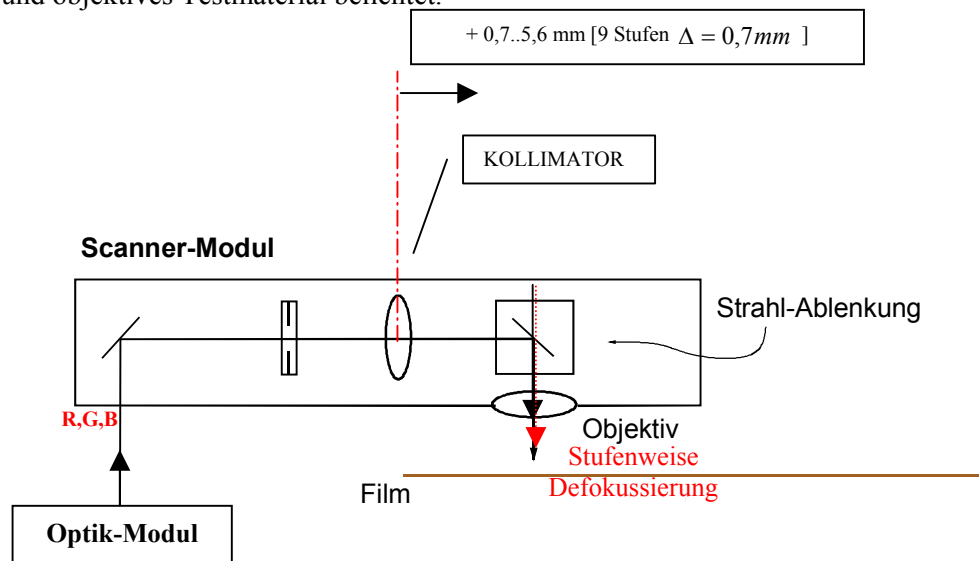 und objektives Testmaterial belichtet.
+ 0,7..5,6 mm [9 Stufen Δ = 0,7mm ]
KOLLIMATOR
Scanner-Modul
Strahl-Ablenkung
R,G,B
Objektiv
Stufenweise
Defokussierung
Film
Optik-Modul